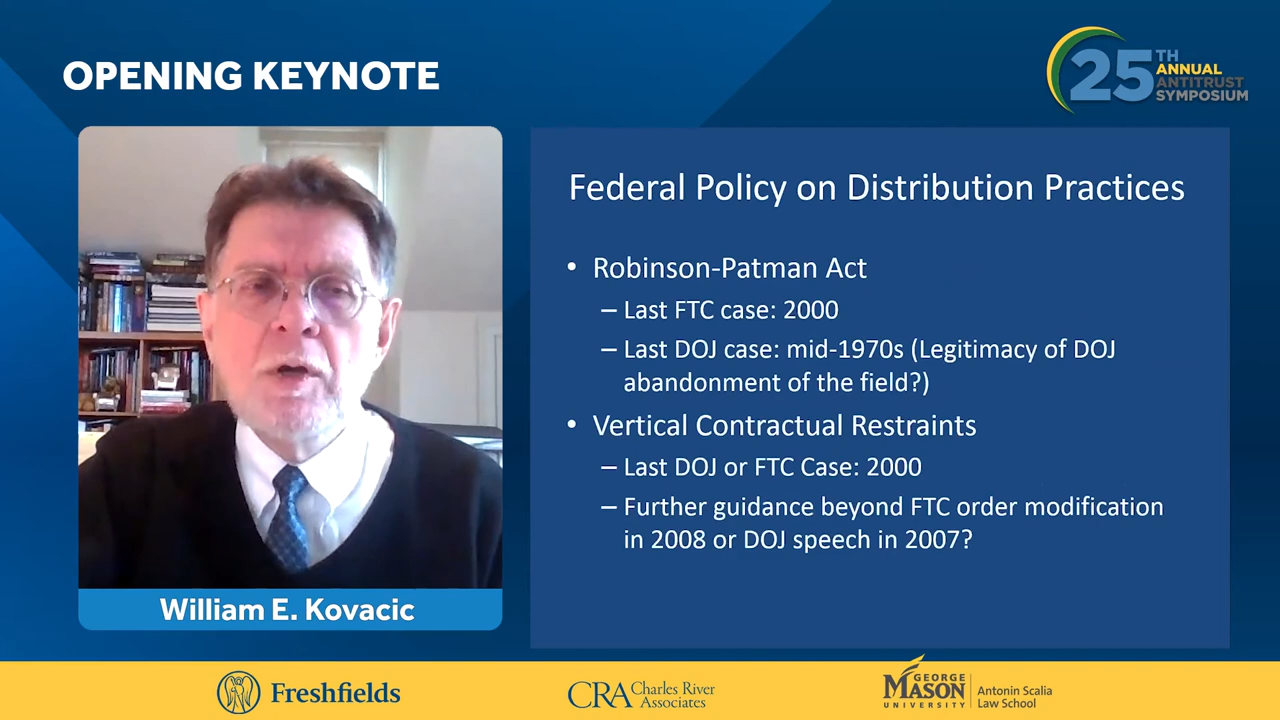 OPENING KEYNOTE
25TH
ANNUAL
ANTITRUST
SYMPOSIUM
Federal Policy on Distribution Practices
• Robinson-Patman Act
– Last FTC case: 2000
– Last DOJ case: mid-1970s (Legitimacy of DOJ
abandonment of the field?)
• Vertical Contractual Restraints
– Last DOJ or FTC Case: 2000
– Further guidance beyond FTC order modification
in 2008 or DOJ speech in 2007?
William E. Kovacic
Freshfields
CRA Charles River
Associates
GEORGE
MASON
UNIVERSITY
Antonin Scalia
Law School